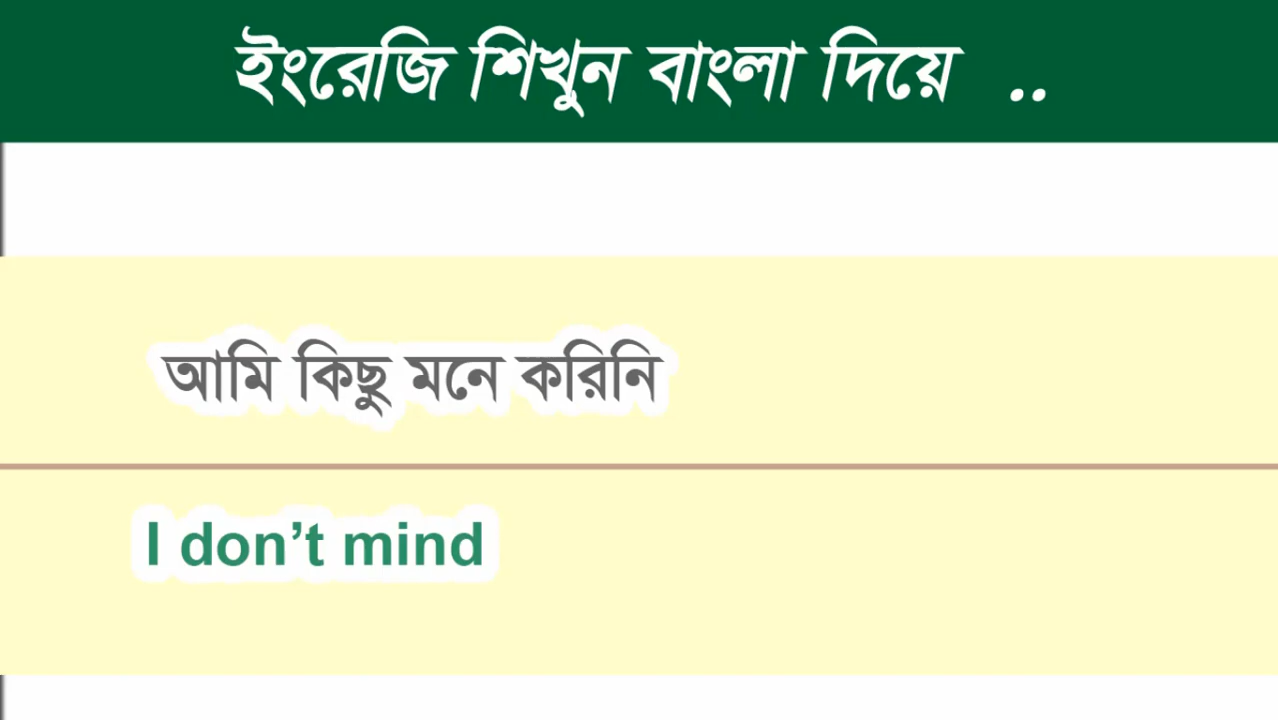 ইংরেজি শিখুন বাংলা দিয়ে ..
আমি কিছু মনে করিনি
I don’t mind